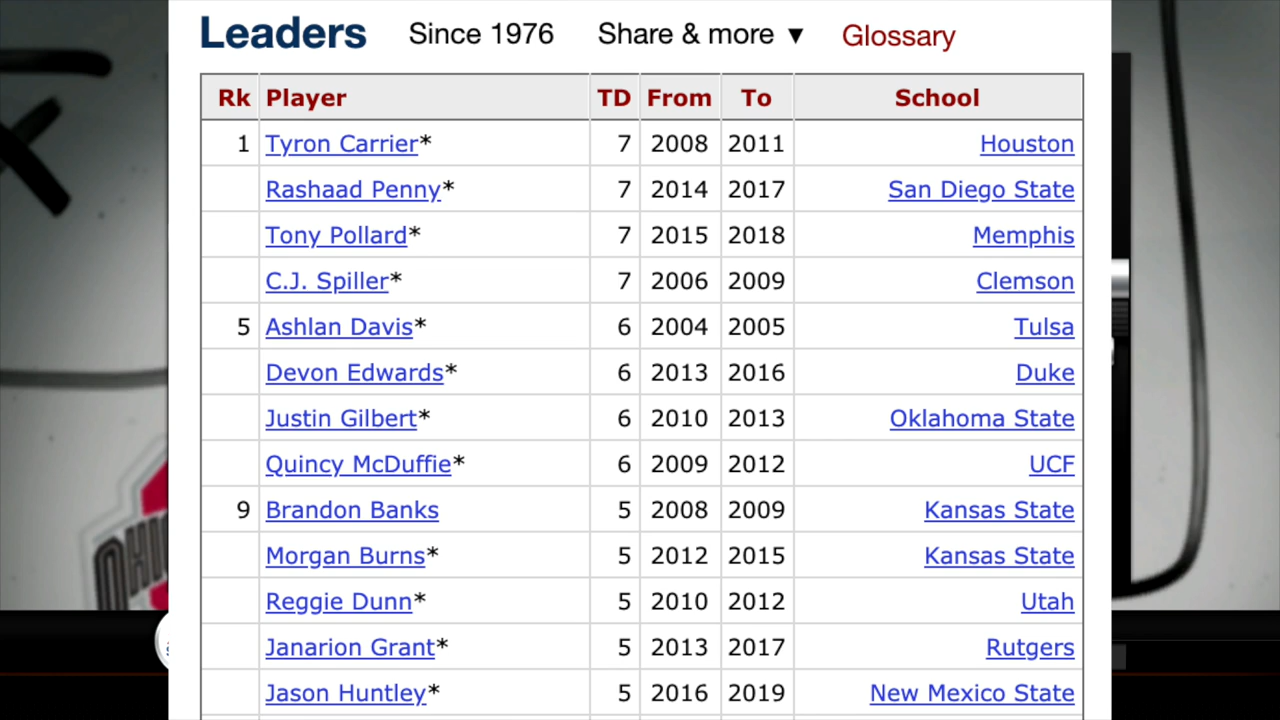 Leaders Since 1976 Share & more ▼ Glossary
Rk Player TD From To School
1 Tyron Carrier* 7 2008 2011 Houston
Rashaad Penny* 7 2014 2017 San Diego State
Tony Pollard* 7 2015 2018 Memphis
C.J. Spiller* 7 2006 2009 Clemson
5 Ashlan Davis* 6 2004 2005 Tulsa
Devon Edwards* 6 2013 2016 Duke
Justin Gilbert* 6 2010 2013 Oklahoma State
Quincy McDuffie* 6 2009 2012 UCF
9 Brandon Banks 5 2008 2009 Kansas State
Morgan Burns* 5 2012 2015 Kansas State
Reggie Dunn* 5 2010 2012 Utah
Janarion Grant* 5 2013 2017 Rutgers
Jason Huntley* 5 2016 2019 New Mexico State